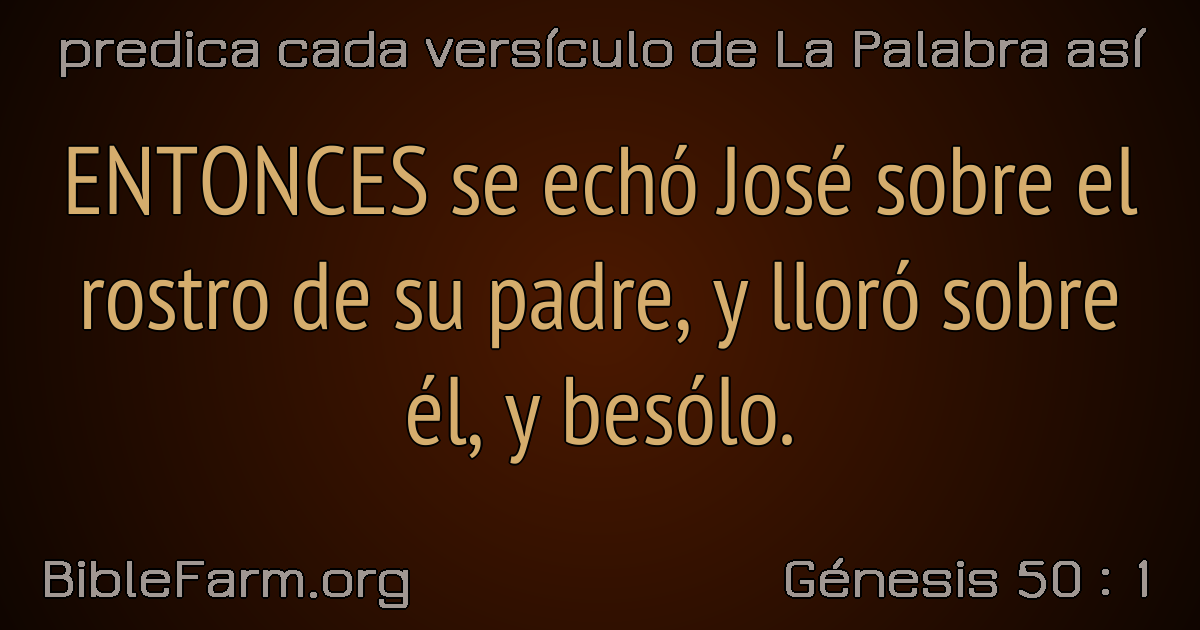 predica cada versículo de La Palabra así
ENTONCES se echó José sobre el
rostro de su padre, y lloró sobre
él, y besólo.
BibleFarm.org
Génesis 50 : 1